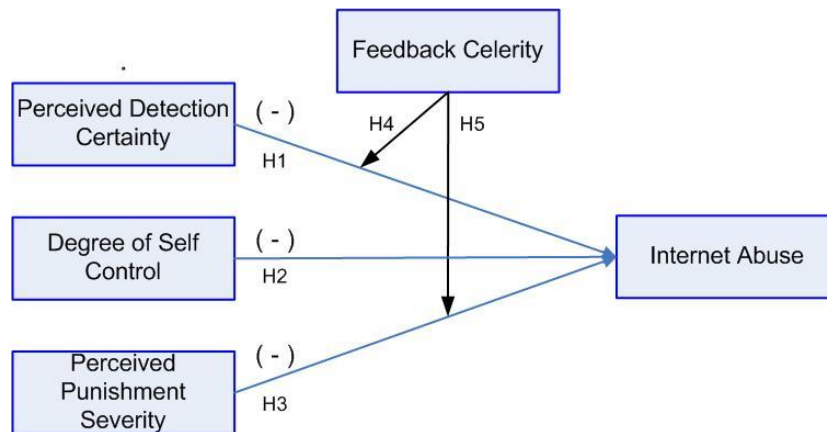 Feedback Celerity
Perceived Detection
Certainty
( - )
H1
H4
H5
Degree of Self
Control
( - )
H2
Internet Abuse
Perceived
Punishment
Severity
( - )
H3